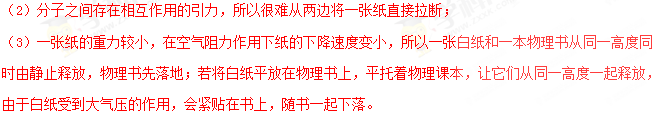 （2）分子之间存在相互作用的引力，所以很难从两边将一张纸直接拉断；
（3）一张纸的重力较小，在空气阻力作用下纸的下降速度变小，所以一张白纸和一本物理书从同一高度同
时由静止释放，物理书先落地；若将白纸平放在物理书上，平托着物理课本，让它们从同一高度一起释放，
由于白纸受到大气压的作用，会紧贴在书上，随书一起下落。